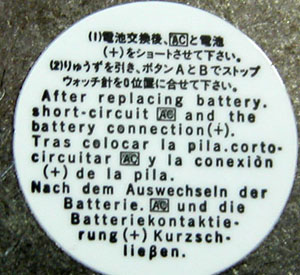 (1)電池交換後、ACと電池
(+)をショートさせて下さい。
(2)りゅうずを引き、ボタンAとBでストップ
ウォッチ針を0位置に合せて下さい。
After replacing battery.
short-circuit AC and the
battery connection(+).
Tras colocar la pila.corto-
circuitar AC y la conexiòn
(+) de la pila.
Nach dem Auswechseln der
Batterie. AC und die
Batteriekontaktie-
rung (+) Kurzsch-
ließen.